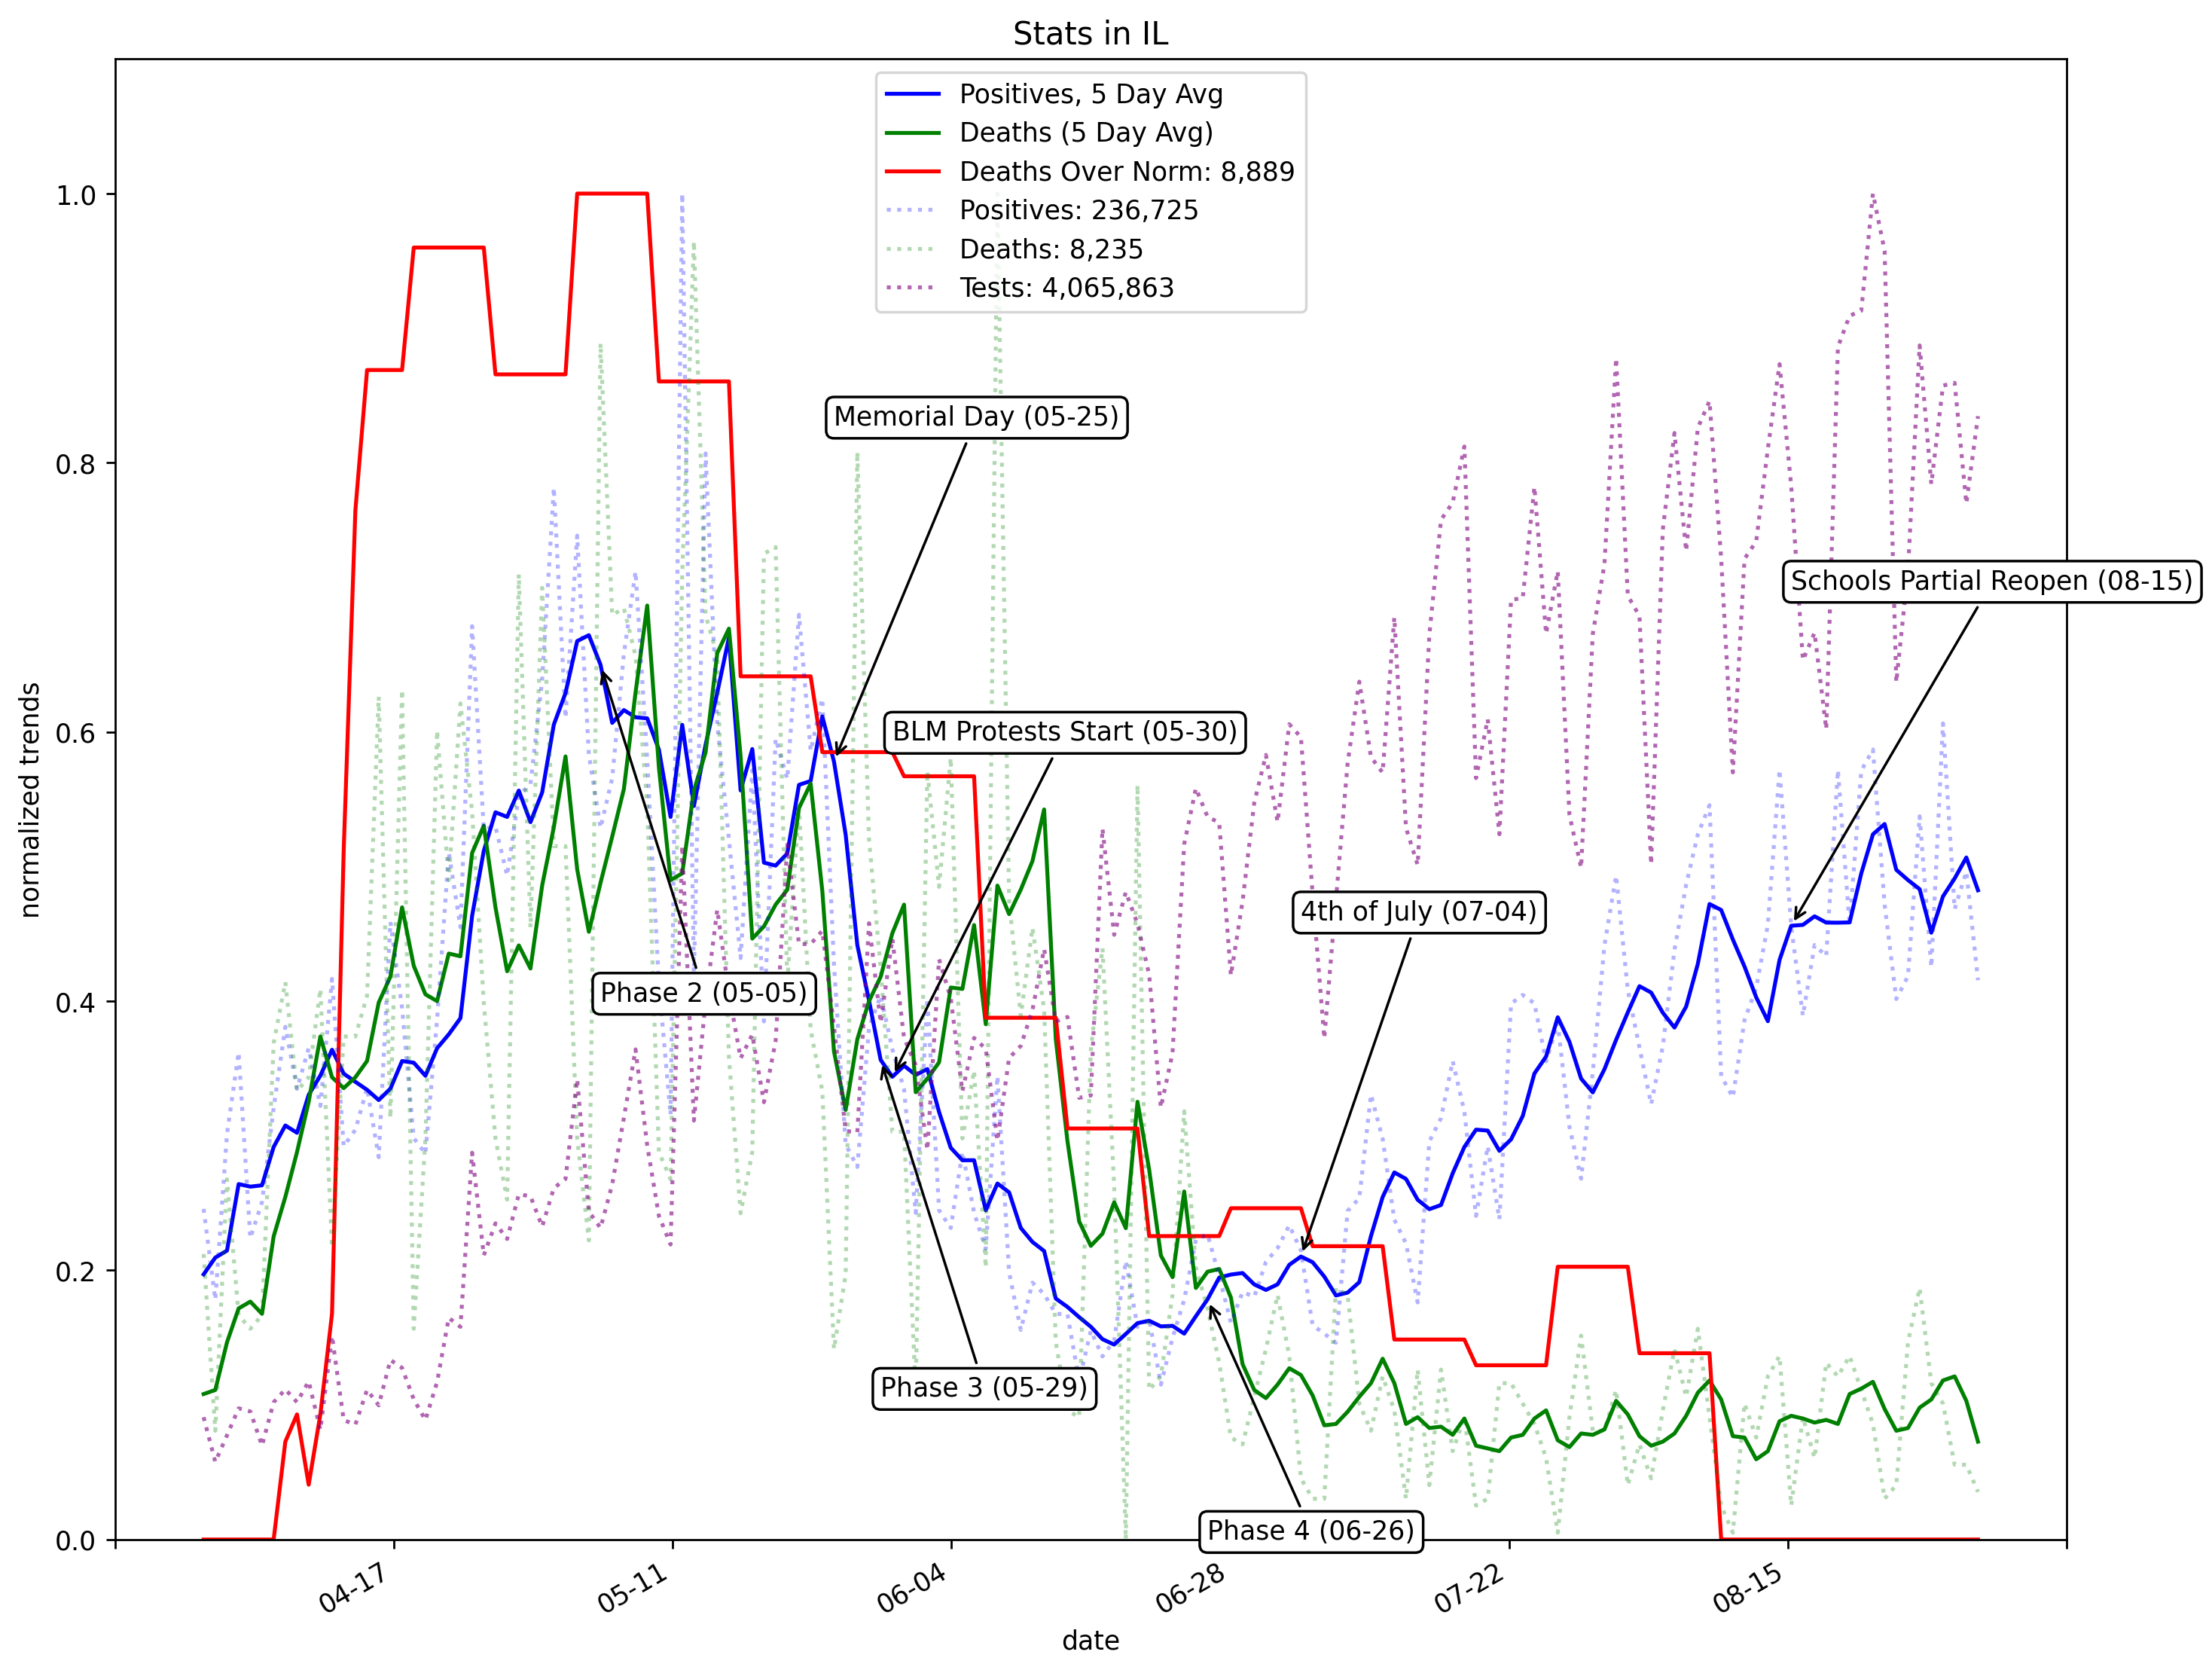 Stats in IL
Positives, 5 Day Avg
Deaths (5 Day Avg)
Deaths Over Norm: 8,889
Positives: 236,725
Deaths: 8,235
Tests: 4,065,863
1.0
0.8
0.6
0.4
0.2
0.0
normalized trends
Memorial Day (05-25)
Schools Partial Reopen (08-15)
BLM Protests Start (05-30)
4th of July (07-04)
Phase 2 (05-05)
Phase 3 (05-29)
Phase 4 (06-26)
04-17
05-11
06-04
06-28
07-22
08-15
date